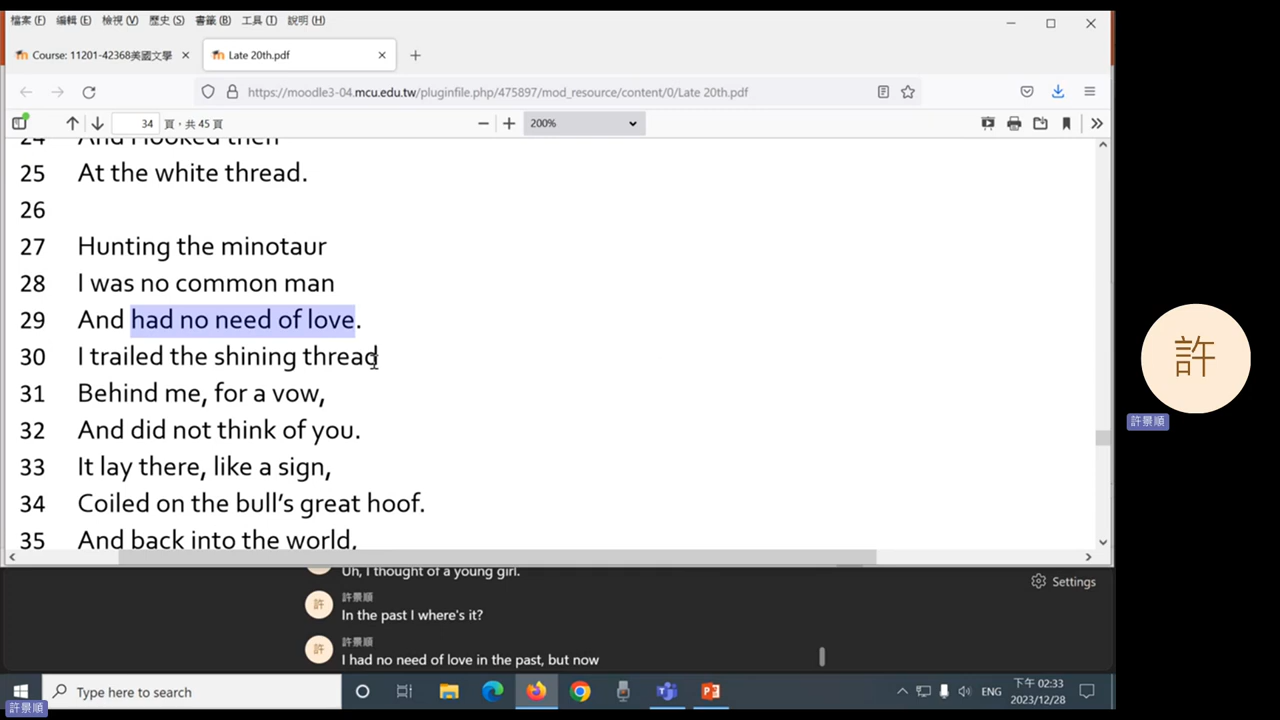 檔案(F) 編輯(E) 檢視(V) 歷史(S) 書籤(B) 工具(T) 說明(H)
Course: 11201-42368美國文學
Late 20th.pdf
https://moodle3-04.mcu.edu.tw/pluginfile.php/475897/mod_resource/content/0/Late 20th.pdf
34 頁，共 45 頁
200%
24 And I looked then
25 At the white thread.
26
27 Hunting the minotaur
28 I was no common man
29 And had no need of love.
30 I trailed the shining thread
31 Behind me, for a vow,
32 And did not think of you.
33 It lay there, like a sign,
34 Coiled on the bull's great hoof.
35 And back into the world,
許
許景順
Uh, I thought of a young girl.
Settings
許
許景順
In the past I where's it?
許
許景順
I had no need of love in the past, but now
Type here to search
ENG
下午 02:33
2023/12/28
許景順